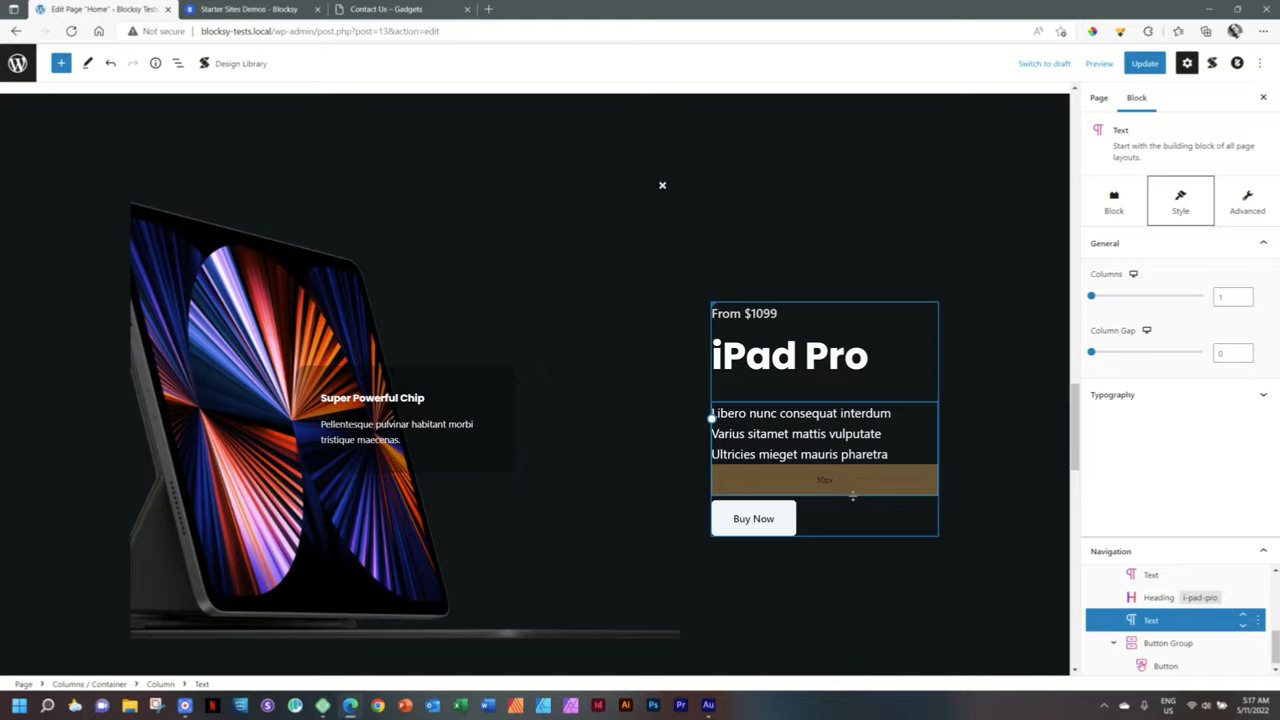 Edit Page "Home" ‹ Blocksy Tests
Starter Sites Demos - Blocksy
Contact Us – Gadgets
Not secure
blocksy-tests.local/wp-admin/post.php?post=13&action=edit
Design Library
Switch to draft
Preview
Update
Page
Block
Text
Start with the building block of all page
layouts.
Block
Style
Advanced
General
Columns
1
Column Gap
0
Typography
From $1099
iPad Pro
Libero nunc consequat interdum
Varius sitamet mattis vulputate
Ultricies mieget mauris pharetra
50px
Buy Now
Super Powerful Chip
Pellentesque pulvinar habitant morbi
tristique maecenas.
Navigation
Text
Heading
i-pad-pro
Text
Button Group
Button
Page
Columns / Container
Column
Text
ENG
US
5:17 AM
5/11/2022